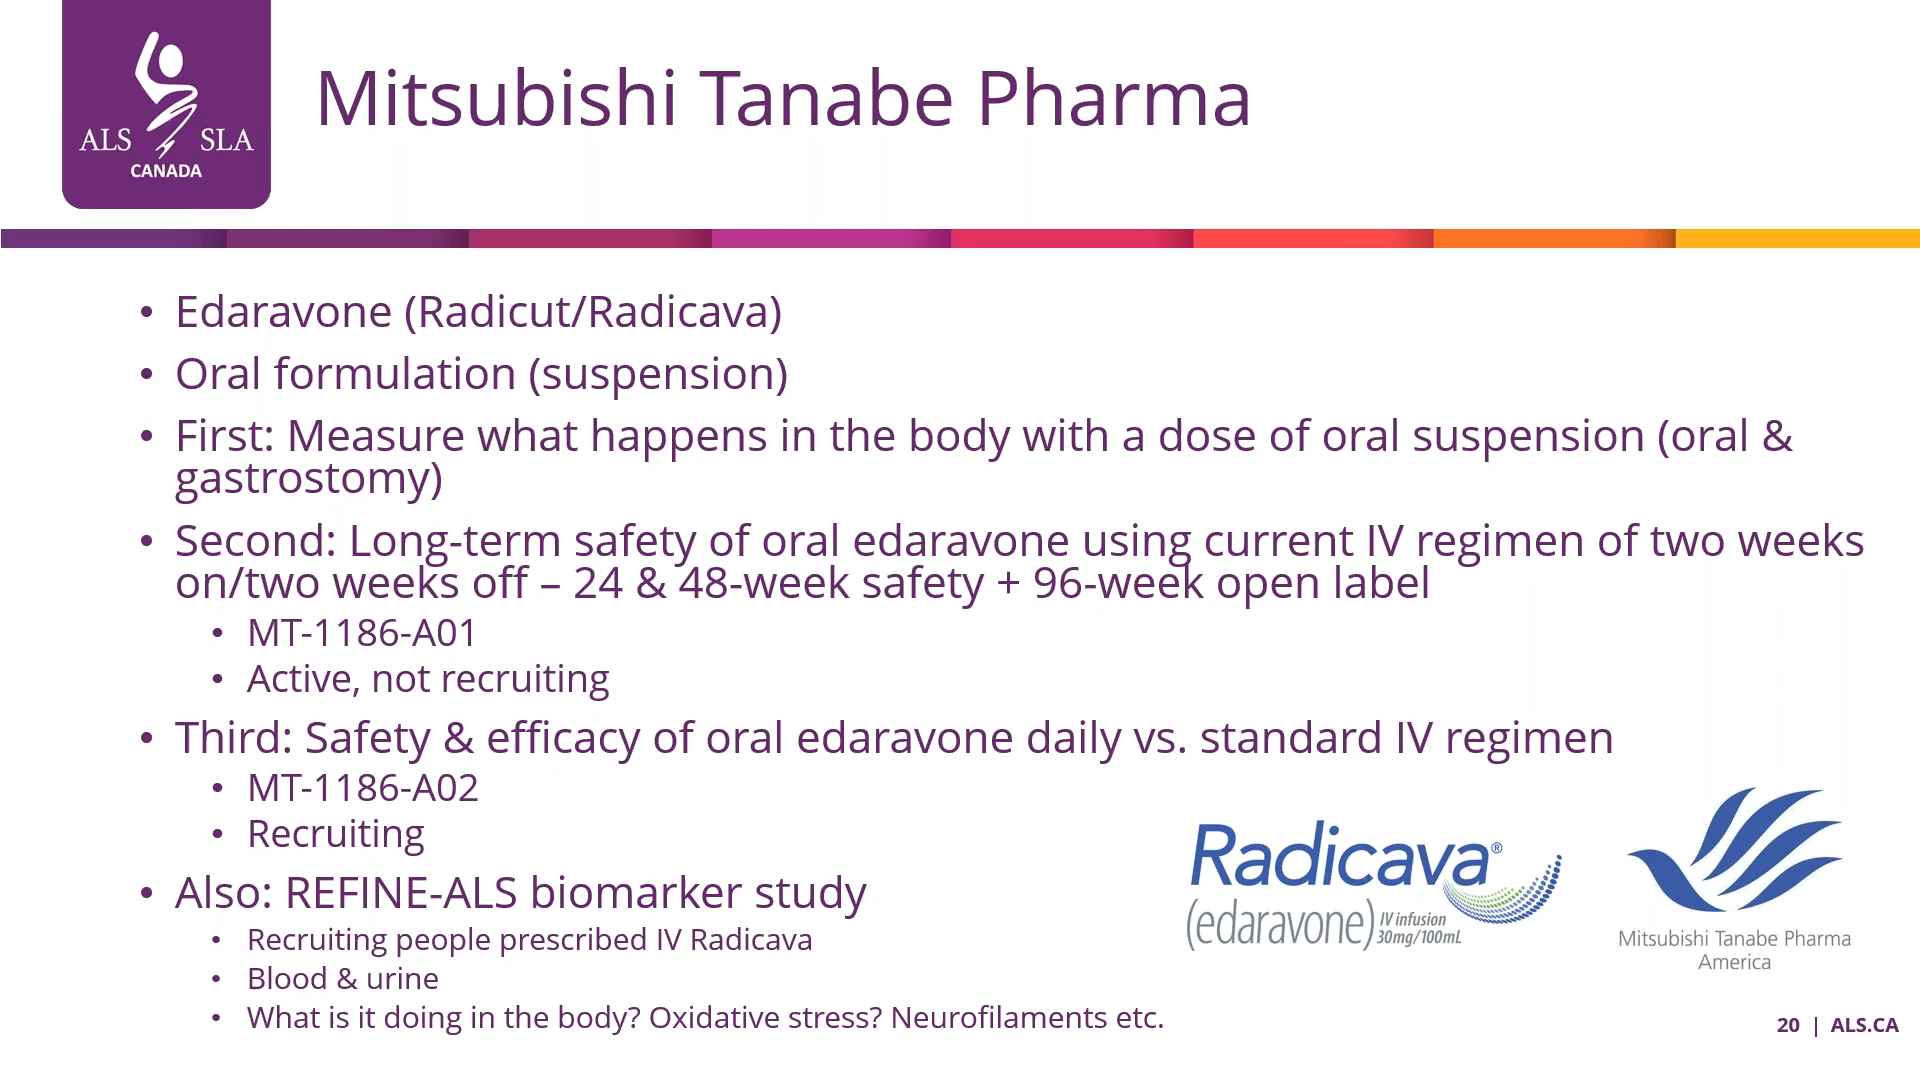 ALS SLA
CANADA
Mitsubishi Tanabe Pharma
• Edaravone (Radicut/Radicava)
• Oral formulation (suspension)
• First: Measure what happens in the body with a dose of oral suspension (oral &
gastrostomy)
• Second: Long-term safety of oral edaravone using current IV regimen of two weeks
on/two weeks off – 24 & 48-week safety + 96-week open label
• MT-1186-A01
• Active, not recruiting
• Third: Safety & efficacy of oral edaravone daily vs. standard IV regimen
• MT-1186-A02
• Recruiting
• Also: REFINE-ALS biomarker study
• Recruiting people prescribed IV Radicava
• Blood & urine
• What is it doing in the body? Oxidative stress? Neurofilaments etc.
Radicava®
(edaravone) IV infusion
30mg/100mL
Mitsubishi Tanabe Pharma
America
20 | ALS.CA